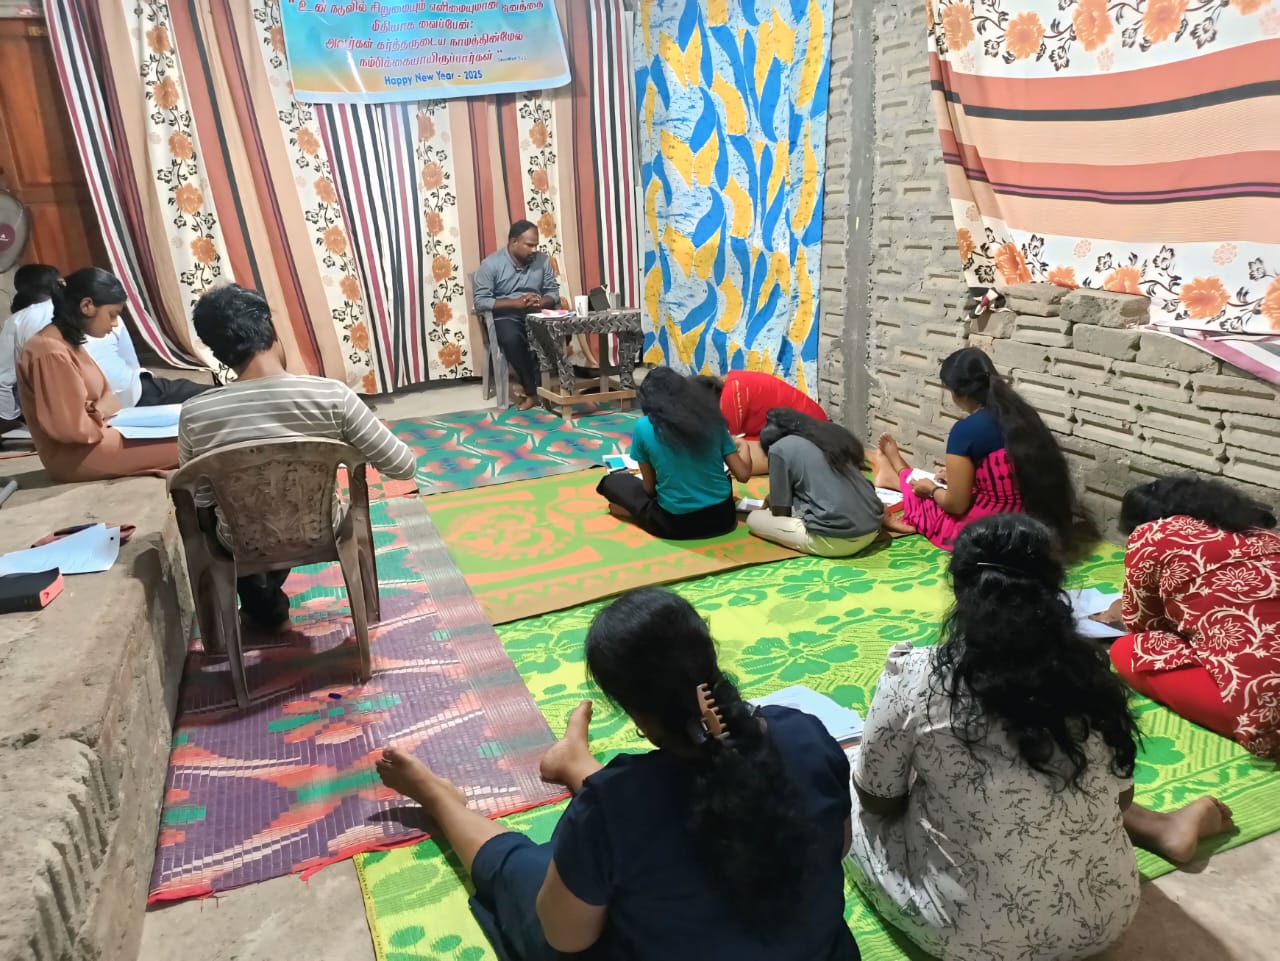 "உன் நடுவில் சிறுமையும் எளிமையுமான ஜனத்தை
மீதியாக வைப்பேன்;
அவர்கள் கர்த்தருடைய நாமத்தின்மேல்
நம்பிக்கையாயிருப்பார்கள்"
Happy New Year - 2025